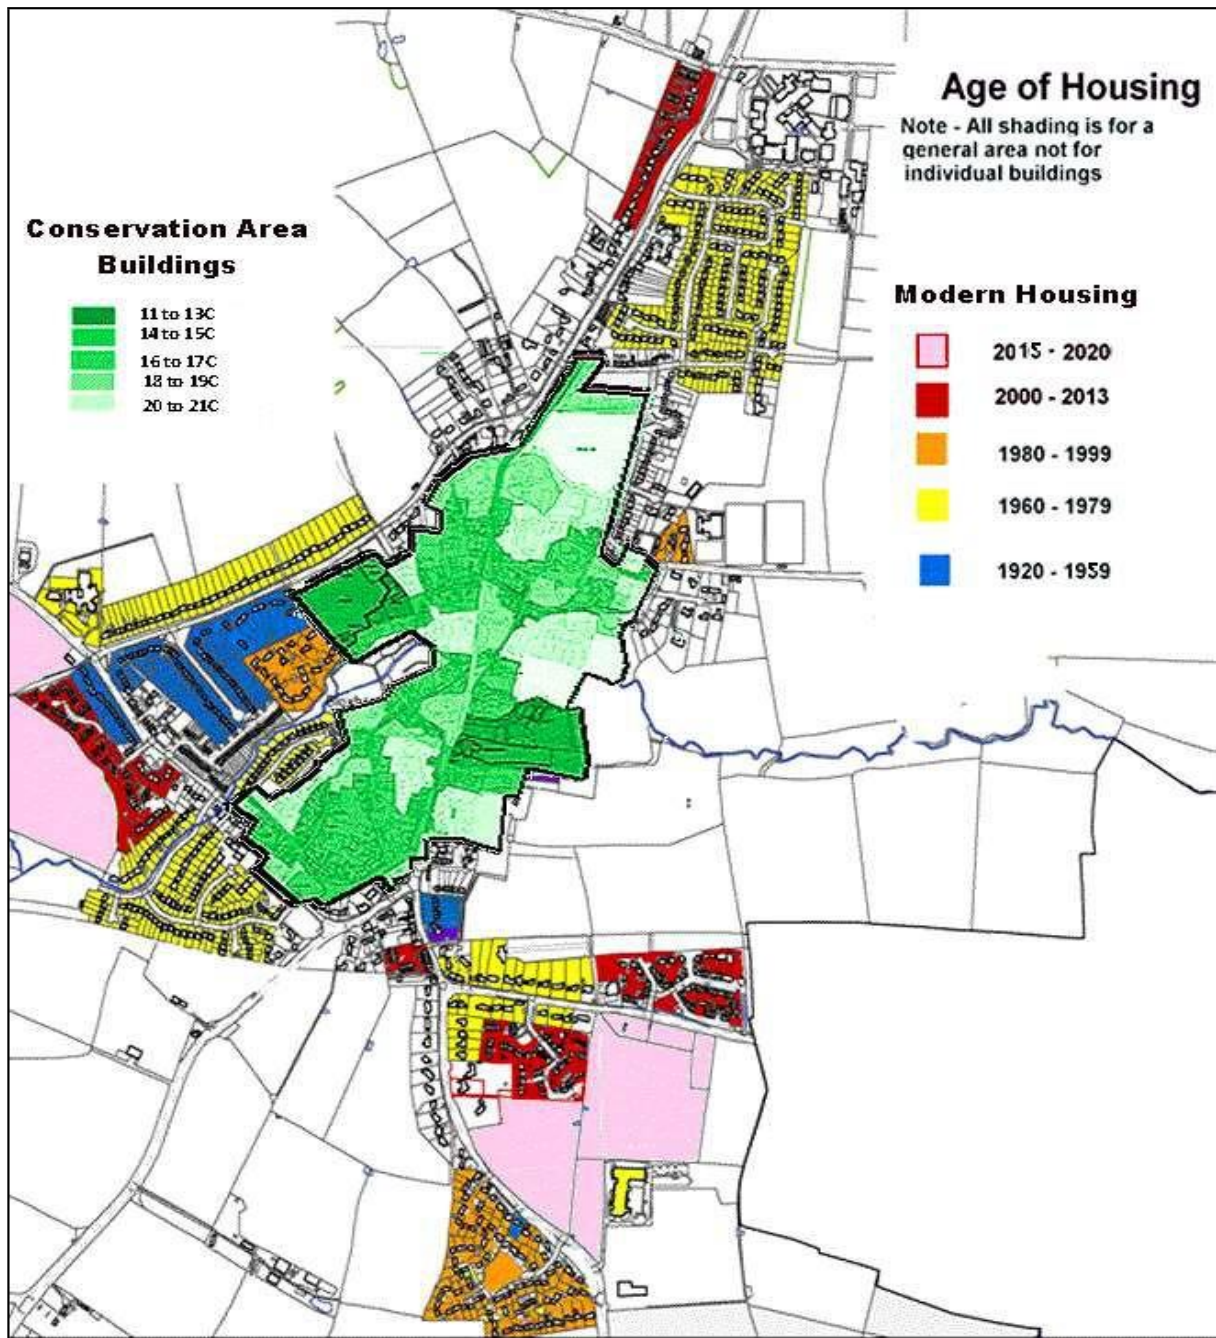 Age of Housing
Note - All shading is for a
general area not for
individual buildings
Conservation Area
Buildings
11 to 13C
14 to 15C
16 to 17C
18 to 19C
20 to 21C
Modern Housing
2015 - 2020
2000 - 2013
1980 - 1999
1960 - 1979
1920 - 1959